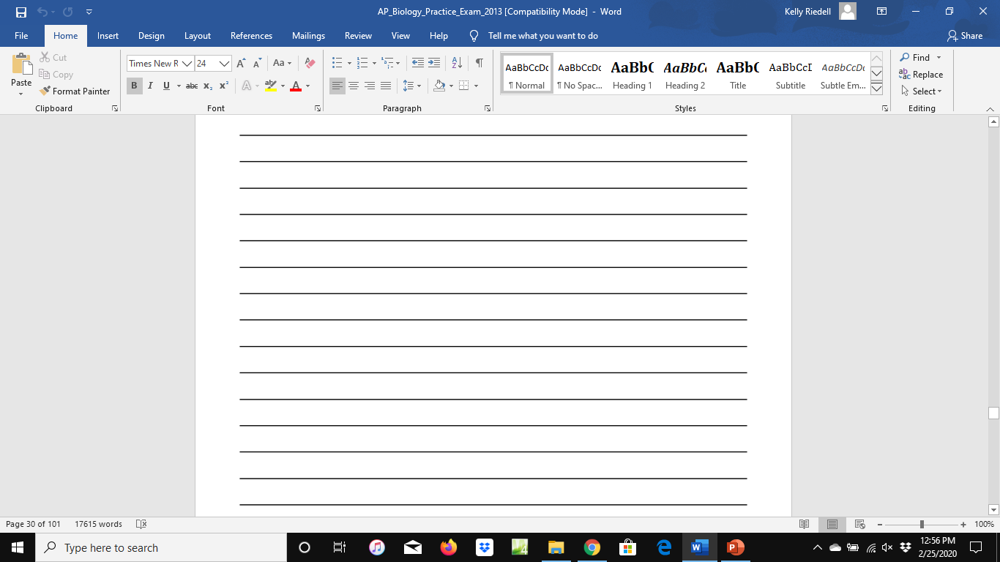 AP_Biology_Practice_Exam_2013 [Compatibility Mode] - Word
Kelly Riedell
File Home Insert Design Layout References Mailings Review View Help Tell me what you want to do Share
Paste
Cut
Copy
Format Painter
Clipboard
Times New R 24
Aa
B I U abc x₂ x² A aby A
Font
A Z
Paragraph
AaBbCcDc AaBbCcDc AaBbC AaBbCc AaBbC AaBbCcI AaBbCcDc
¶ Normal ¶ No Spac... Heading 1 Heading 2 Title Subtitle Subtle Em...
Styles
Find
Replace
Select
Editing
Page 30 of 101 17615 words
100%
Type here to search
12:56 PM
2/25/2020